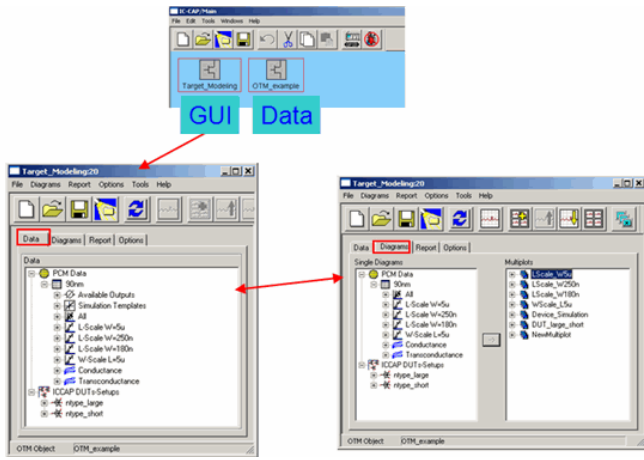 IC-CAP/Main
File Edit Tools Windows Help
Target_Modeling OTM_example
GUI Data
Target_Modeling:20
File Diagrams Report Options Tools Help
Data Diagrams Report Options
Data
PCM Data
90nm
Available Outputs
Simulation Templates
All
L-Scale W=5u
L-Scale W=250n
L-Scale W=180n
W-Scale L=5u
Conductance
Transconductance
ICCAP DUTs-Setups
ntype_large
ntype_short
OTM Object OTM_example
Target_Modeling:20
File Diagrams Report Options Tools Help
Data Diagrams Report Options
Single Diagrams
PCM Data
90nm
All
L-Scale W=5u
L-Scale W=250n
L-Scale W=180n
W-Scale L=5u
Conductance
Transconductance
ICCAP DUTs-Setups
ntype_large
ntype_short
Multiplots
LScale_W5u
LScale_W250n
LScale_W180n
WScale_L5u
Device_Simulation
DUT_large_short
NewMultiplot
OTM Object OTM_example